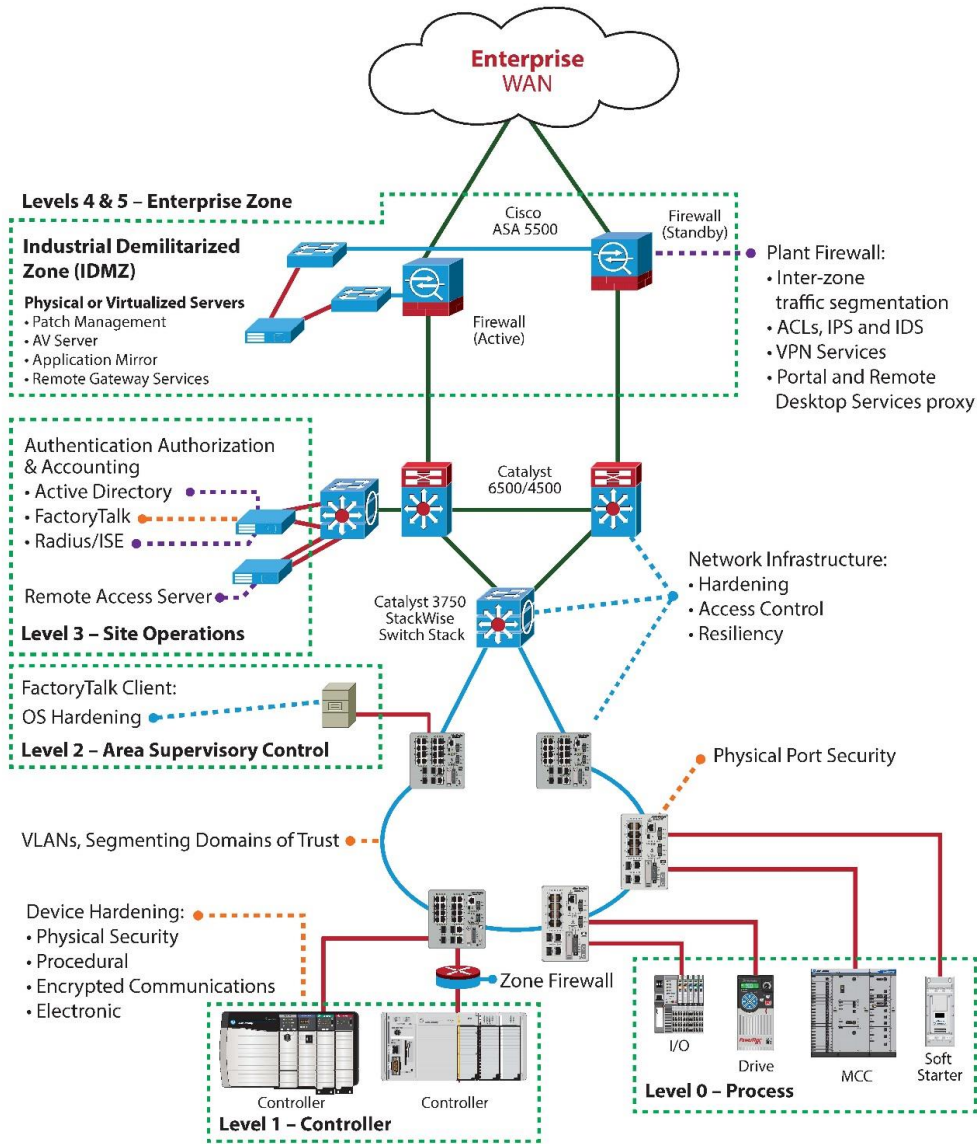 Enterprise
WAN
Levels 4 & 5 – Enterprise Zone
Industrial Demilitarized
Zone (IDMZ)
Physical or Virtualized Servers
• Patch Management
• AV Server
• Application Mirror
• Remote Gateway Services
Cisco
ASA 5500
Firewall
(Standby)
Firewall
(Active)
Plant Firewall:
• Inter-zone
traffic segmentation
• ACLs, IPS and IDS
• VPN Services
• Portal and Remote
Desktop Services proxy
Authentication Authorization
& Accounting
• Active Directory
• FactoryTalk
• Radius/ISE
Remote Access Server
Level 3 – Site Operations
Catalyst
6500/4500
Catalyst 3750
StackWise
Switch Stack
Network Infrastructure:
• Hardening
• Access Control
• Resiliency
FactoryTalk Client:
OS Hardening
Level 2 – Area Supervisory Control
Physical Port Security
VLANs, Segmenting Domains of Trust
Device Hardening:
• Physical Security
• Procedural
• Encrypted Communications
• Electronic
Zone Firewall
Controller
Controller
Level 1 – Controller
I/O
Drive
MCC
Soft
Starter
Level 0 – Process